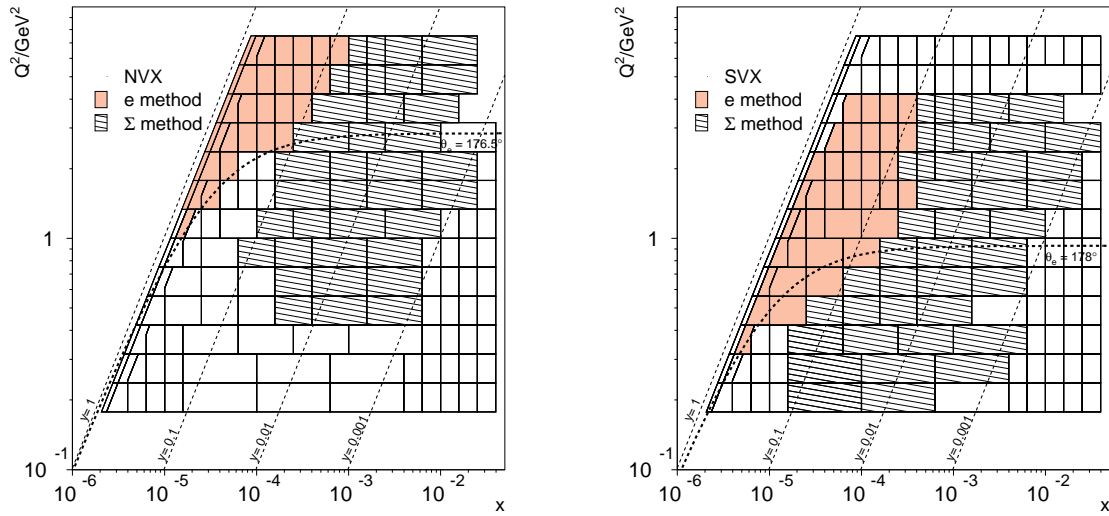 Q²/GeV²
NVX
e method
Σ method
θe = 176.5°
1
10⁻¹
y= 1
y= 0.1
y= 0.01
y= 0.001
10⁻⁶
10⁻⁵
10⁻⁴
10⁻³
10⁻²
x
Q²/GeV²
SVX
e method
Σ method
θe = 178°
1
10⁻¹
y= 1
y= 0.1
y= 0.01
y= 0.001
10⁻⁶
10⁻⁵
10⁻⁴
10⁻³
10⁻²
x